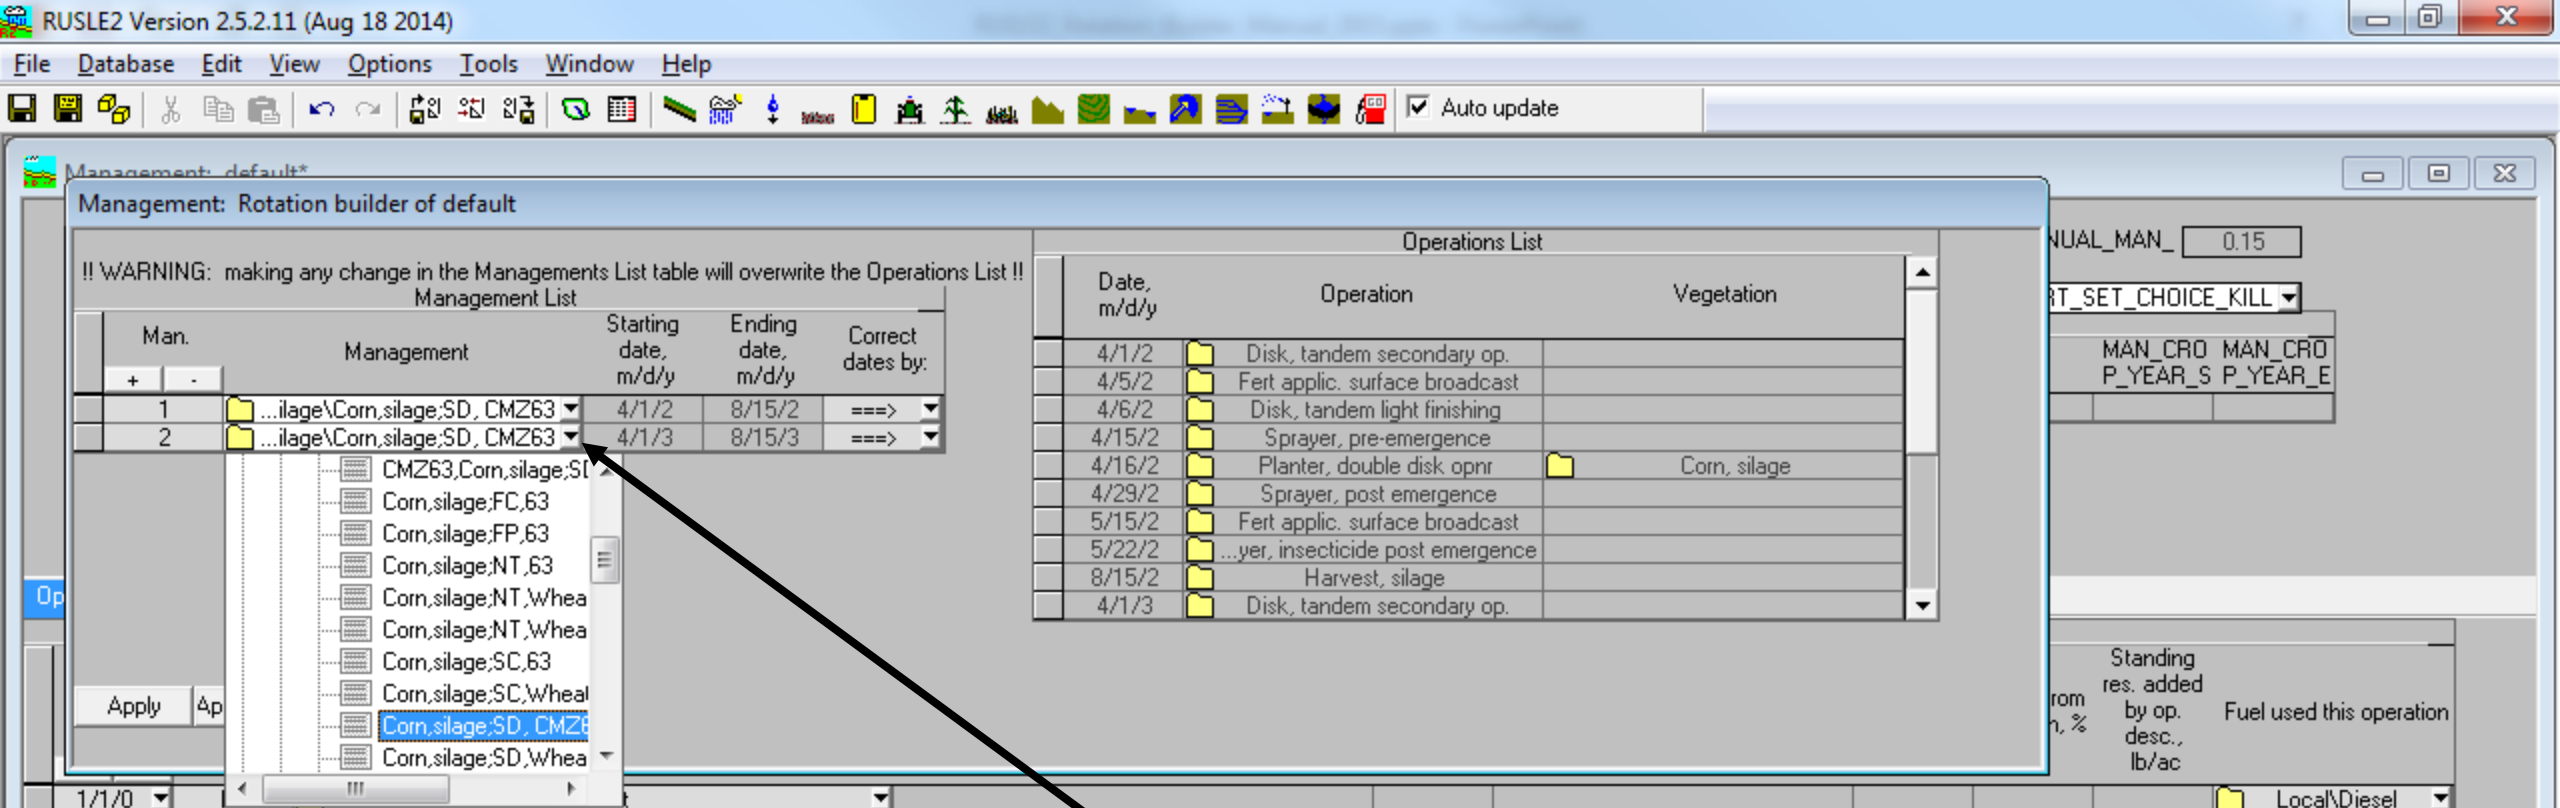 RUSLE2 Version 2.5.2.11 (Aug 18 2014)
File Database Edit View Options Tools Window Help
Auto update
Management: default*
Management: Rotation builder of default
!! WARNING: making any change in the Managements List table will overwrite the Operations List !!
Management List
Man. Management Starting date, m/d/y Ending date, m/d/y Correct dates by:
+ -
1 ...ilage\Corn,silage;SD, CMZ63 4/1/2 8/15/2 ===>
2 ...ilage\Corn,silage;SD, CMZ63 4/1/3 8/15/3 ===>
CMZ63,Corn,silage;SD
Corn,silage;FC,63
Corn,silage;FP,63
Corn,silage;NT,63
Corn,silage;NT,Whea
Corn,silage;NT,Whea
Corn,silage;SC,63
Corn,silage;SC,Wheat
Corn,silage;SD, CMZ6
Corn,silage;SD,Whea
Apply Ap
Operations List
Date, m/d/y Operation Vegetation
4/1/2 Disk, tandem secondary op.
4/5/2 Fert applic. surface broadcast
4/6/2 Disk, tandem light finishing
4/15/2 Sprayer, pre-emergence
4/16/2 Planter, double disk opnr Corn, silage
4/29/2 Sprayer, post emergence
5/15/2 Fert applic. surface broadcast
5/22/2 ...yer, insecticide post emergence
8/15/2 Harvest, silage
4/1/3 Disk, tandem secondary op.
NUAL_MAN_ 0.15
RT_SET_CHOICE_KILL
MAN_CRO MAN_CRO
P_YEAR_S P_YEAR_E
Op
rom
n, %
Standing
res. added
by op.
desc.,
lb/ac
Fuel used this operation
1/1/0 t Local\Diesel